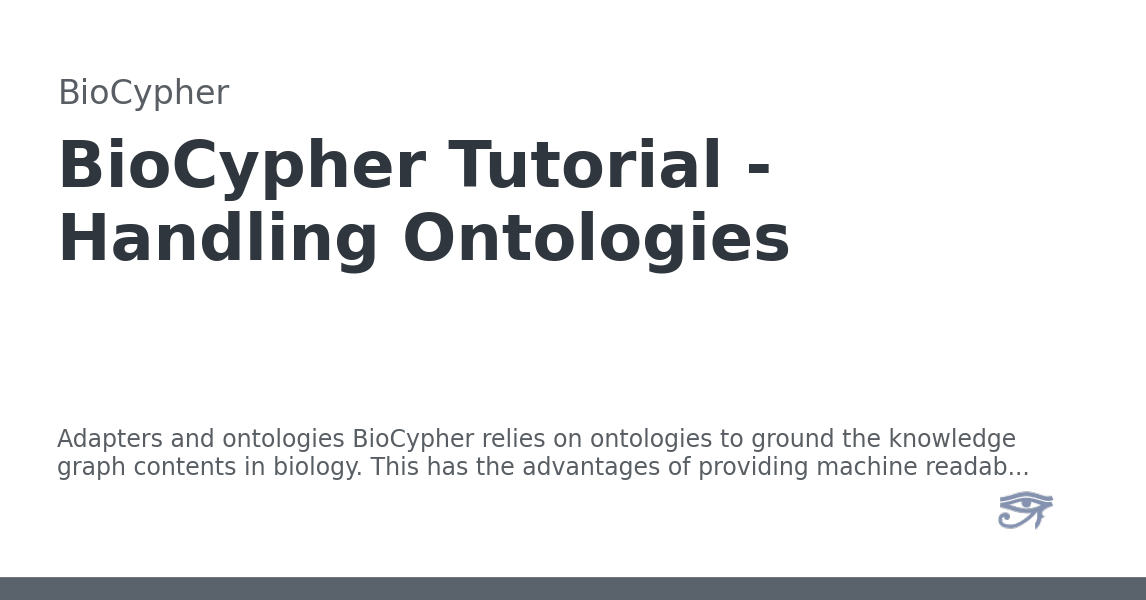 BioCypher
BioCypher Tutorial -
Handling Ontologies
Adapters and ontologies BioCypher relies on ontologies to ground the knowledge
graph contents in biology. This has the advantages of providing machine readab...